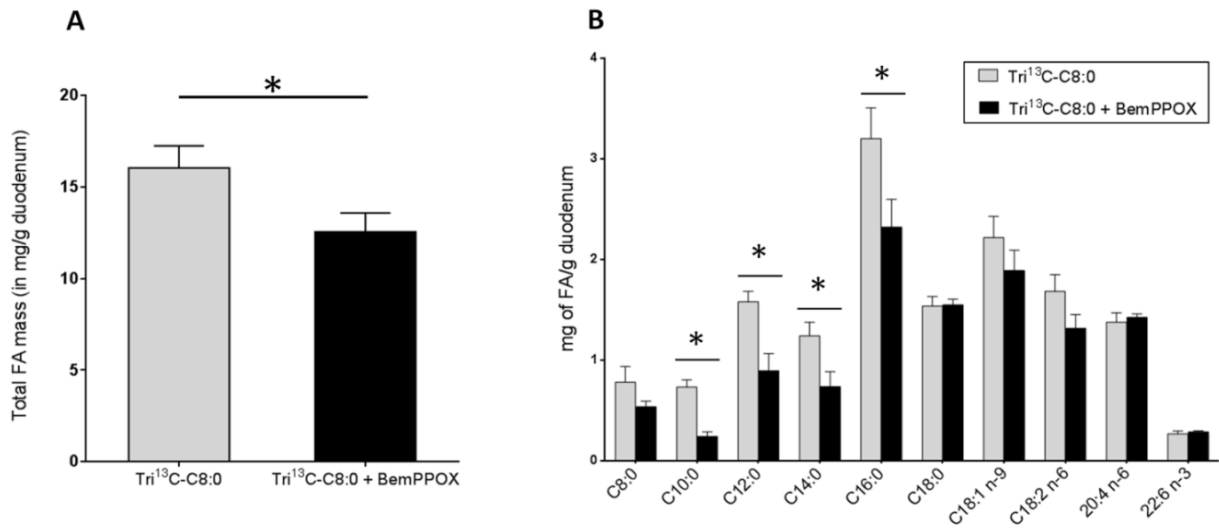 A
*
Total FA mass (in mg/g duodenum)
20
15
10
5
0
Tri¹³C-C8:0
Tri¹³C-C8:0 + BemPPOX
B
mg of FA/g duodenum
4
3
2
1
0
*
*
*
*
Tri¹³C-C8:0
Tri¹³C-C8:0 + BemPPOX
C8:0
C10:0
C12:0
C14:0
C16:0
C18:0
C18:1 n-9
C18:2 n-6
20:4 n-6
22:6 n-3